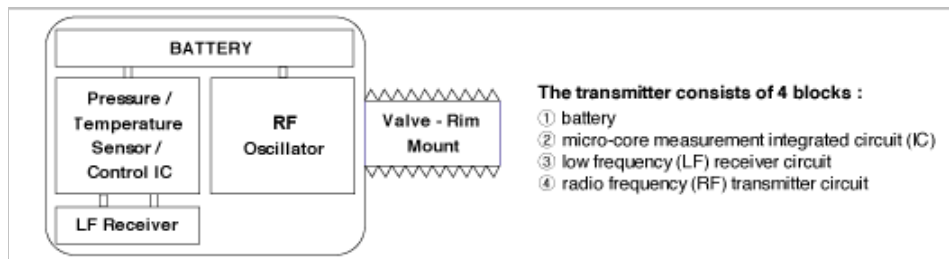 BATTERY
Pressure /
Temperature
Sensor /
Control IC
RF
Oscillator
Valve - Rim
Mount
LF Receiver
The transmitter consists of 4 blocks :
① battery
② micro-core measurement integrated circuit (IC)
③ low frequency (LF) receiver circuit
④ radio frequency (RF) transmitter circuit